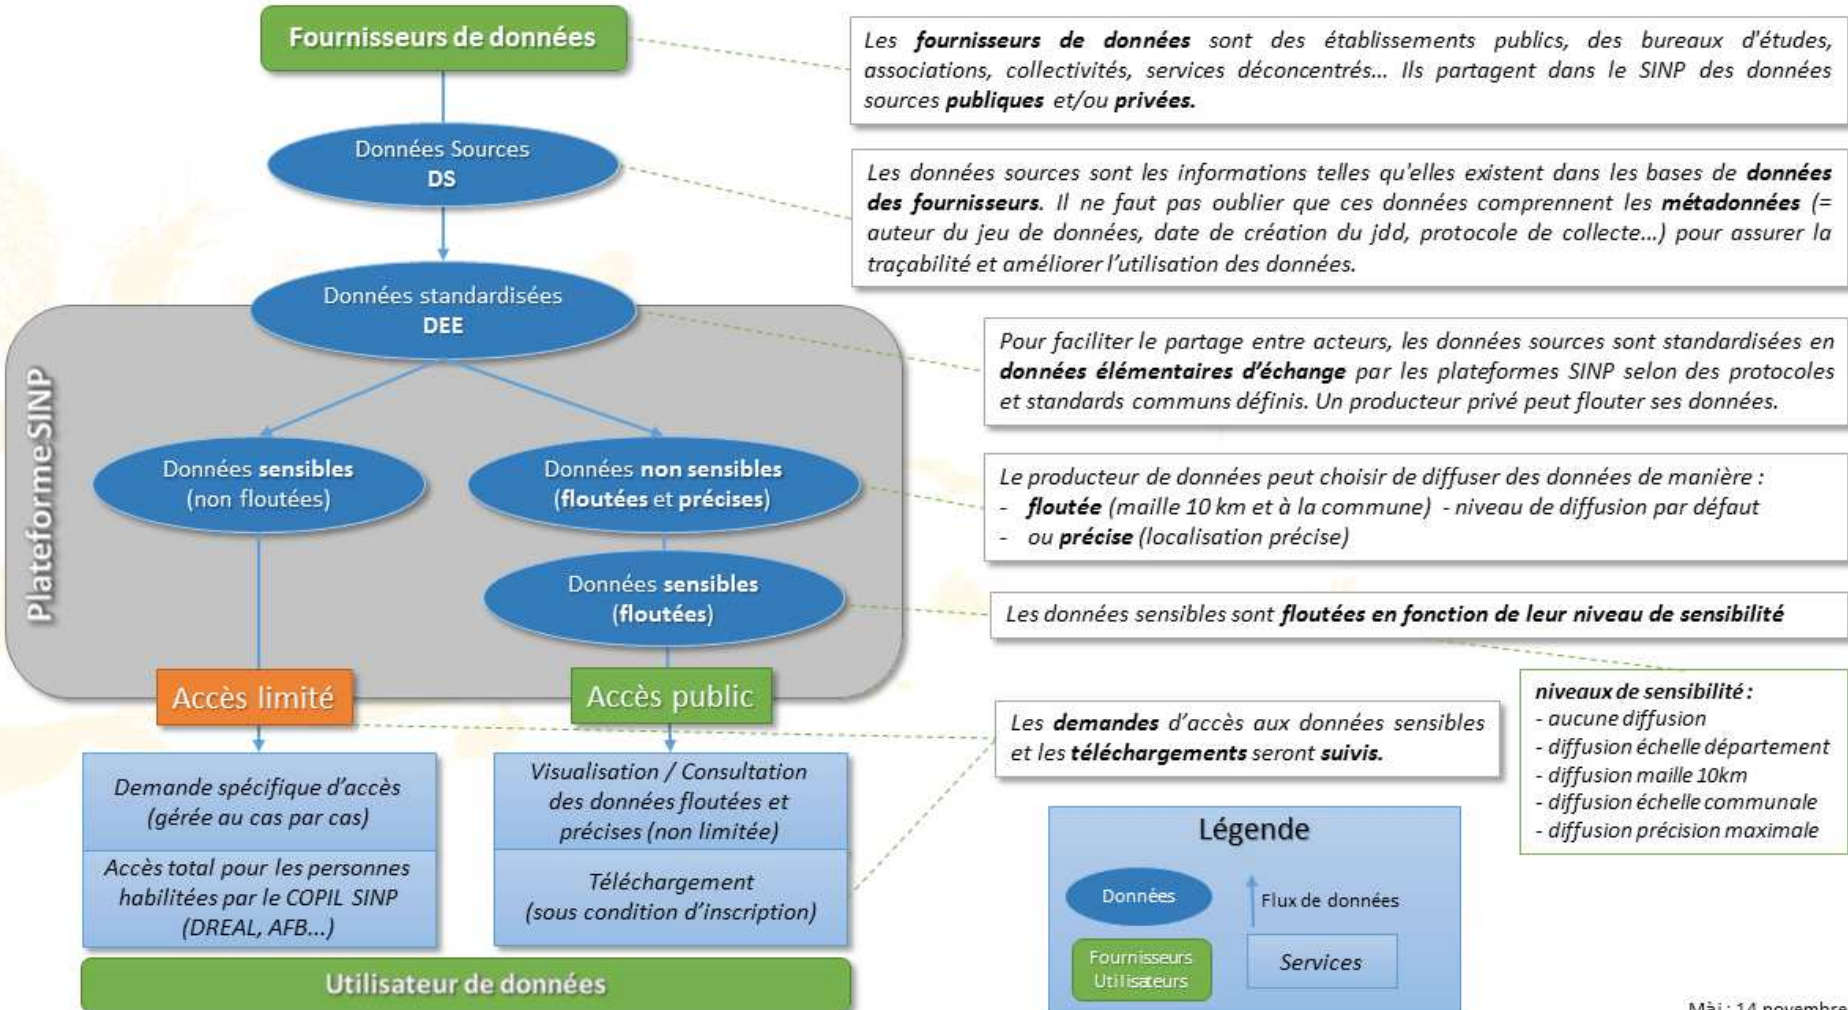 Fournisseurs de données
Les fournisseurs de données sont des établissements publics, des bureaux d'études,
associations, collectivités, services déconcentrés... Ils partagent dans le SINP des données
sources publiques et/ou privées.
Données Sources
DS
Les données sources sont les informations telles qu'elles existent dans les bases de données
des fournisseurs. Il ne faut pas oublier que ces données comprennent les métadonnées (=
auteur du jeu de données, date de création du jdd, protocole de collecte...) pour assurer la
traçabilité et améliorer l'utilisation des données.
Données standardisées
DEE
Pour faciliter le partage entre acteurs, les données sources sont standardisées en
données élémentaires d'échange par les plateformes SINP selon des protocoles
et standards communs définis. Un producteur privé peut flouter ses données.
Plateforme SINP
Données sensibles
(non floutées)
Données non sensibles
(floutées et précises)
Le producteur de données peut choisir de diffuser des données de manière :
- floutée (maille 10 km et à la commune) - niveau de diffusion par défaut
- ou précise (localisation précise)
Données sensibles
(floutées)
Les données sensibles sont floutées en fonction de leur niveau de sensibilité
niveaux de sensibilité :
- aucune diffusion
- diffusion échelle département
- diffusion maille 10km
- diffusion échelle communale
- diffusion précision maximale
Accès limité
Accès public
Les demandes d'accès aux données sensibles
et les téléchargements seront suivis.
Demande spécifique d'accès
(gérée au cas par cas)
Accès total pour les personnes
habilitées par le COPIL SINP
(DREAL, AFB...)
Visualisation / Consultation
des données floutées et
précises (non limitée)
Téléchargement
(sous condition d'inscription)
Utilisateur de données
Légende
Données
Flux de données
Fournisseurs
Utilisateurs
Services
Màj : 14 novembre